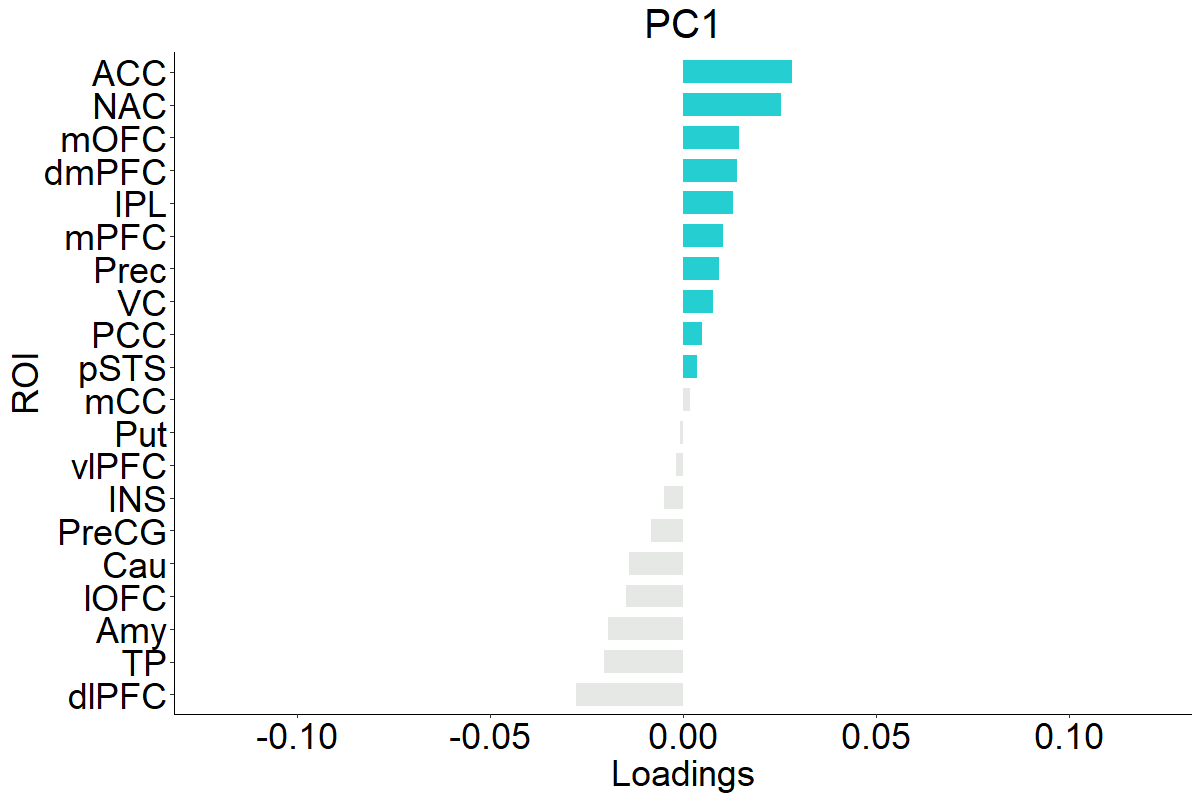 PC1
ROI
ACC
NAC
mOFC
dmPFC
IPL
mPFC
Prec
VC
PCC
pSTS
mCC
Put
vlPFC
INS
PreCG
Cau
lOFC
Amy
TP
dlPFC
-0.10 -0.05 0.00 0.05 0.10
Loadings